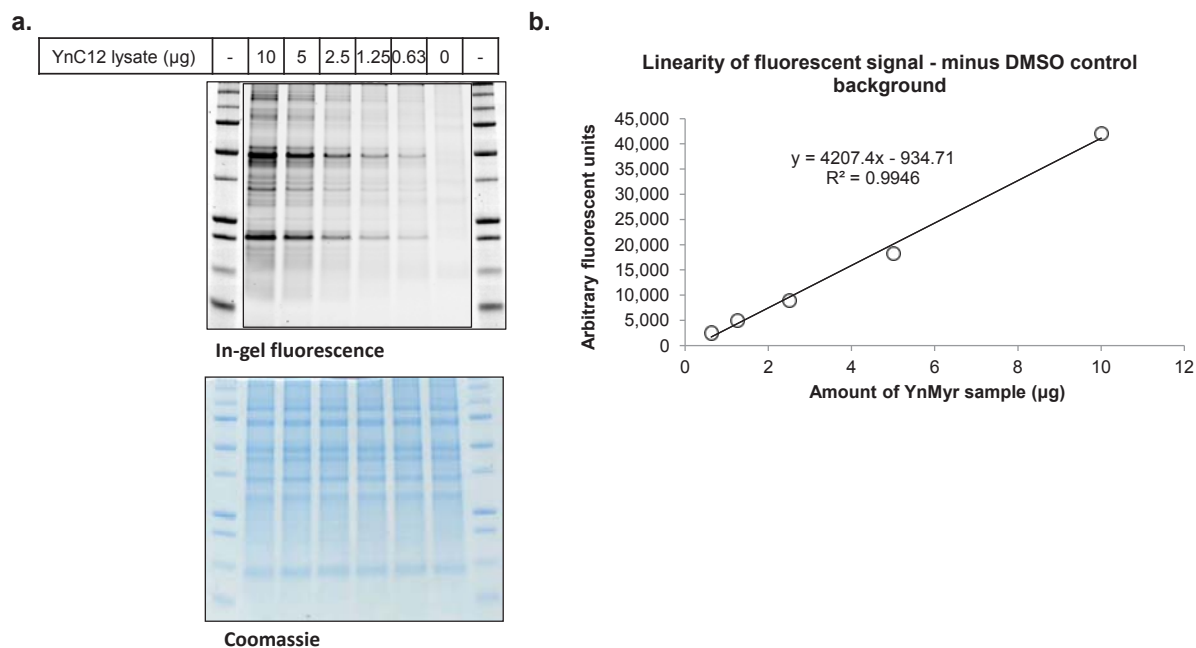 a.
YnC12 lysate (µg) - 10 5 2.5 1.25 0.63 0 -
In-gel fluorescence
Coomassie
b.
Linearity of fluorescent signal - minus DMSO control
background
45,000
40,000
35,000
30,000
25,000
20,000
15,000
10,000
5,000
0
y = 4207.4x - 934.71
R² = 0.9946
0 2 4 6 8 10 12
Arbitrary fluorescent units
Amount of YnMyr sample (µg)